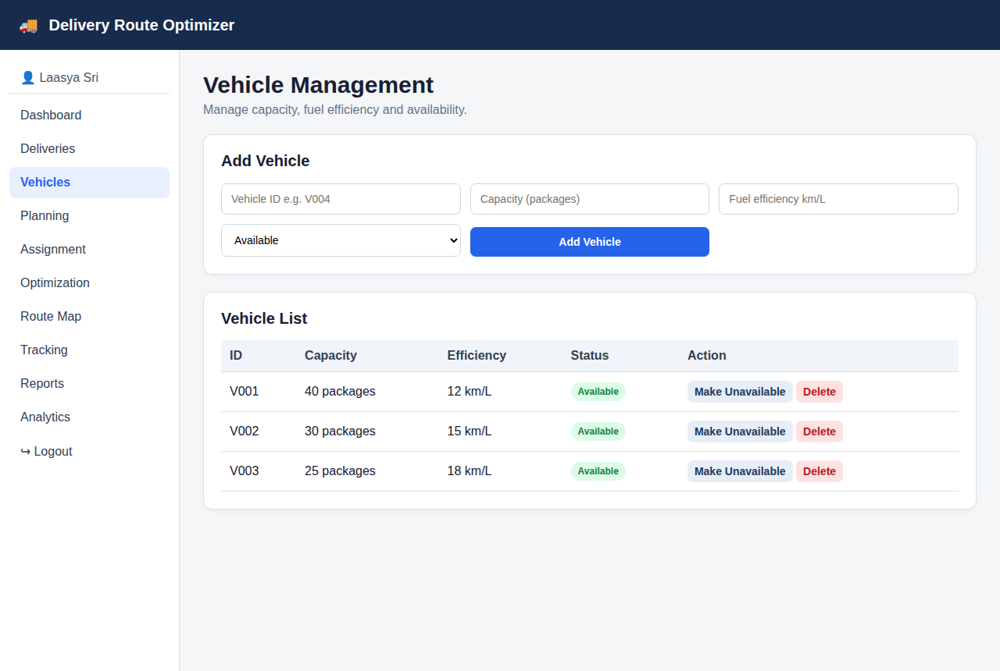 🚚 Delivery Route Optimizer
👤 Laasya Sri
Dashboard
Deliveries
Vehicles
Planning
Assignment
Optimization
Route Map
Tracking
Reports
Analytics
↪ Logout
Vehicle Management
Manage capacity, fuel efficiency and availability.
Add Vehicle
Vehicle ID e.g. V004 Capacity (packages) Fuel efficiency km/L
Available Add Vehicle
Vehicle List
ID Capacity Efficiency Status Action
V001 40 packages 12 km/L Available Make Unavailable Delete
V002 30 packages 15 km/L Available Make Unavailable Delete
V003 25 packages 18 km/L Available Make Unavailable Delete